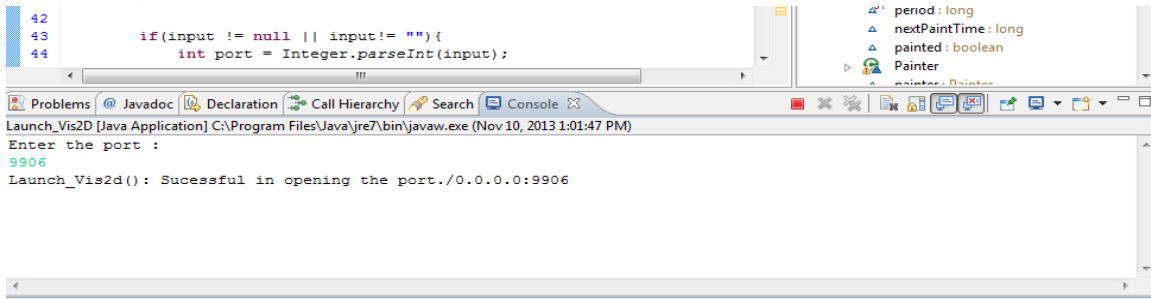 42
43 if(input != null || input!= ""){
44 int port = Integer.parseInt(input);
period : long
nextPaintTime : long
painted : boolean
Painter
painter : Painter
Problems @ Javadoc Declaration Call Hierarchy Search Console
Launch_Vis2D [Java Application] C:\Program Files\Java\jre7\bin\javaw.exe (Nov 10, 2013 1:01:47 PM)
Enter the port :
9906
Launch_Vis2d(): Sucessful in opening the port./0.0.0.0:9906